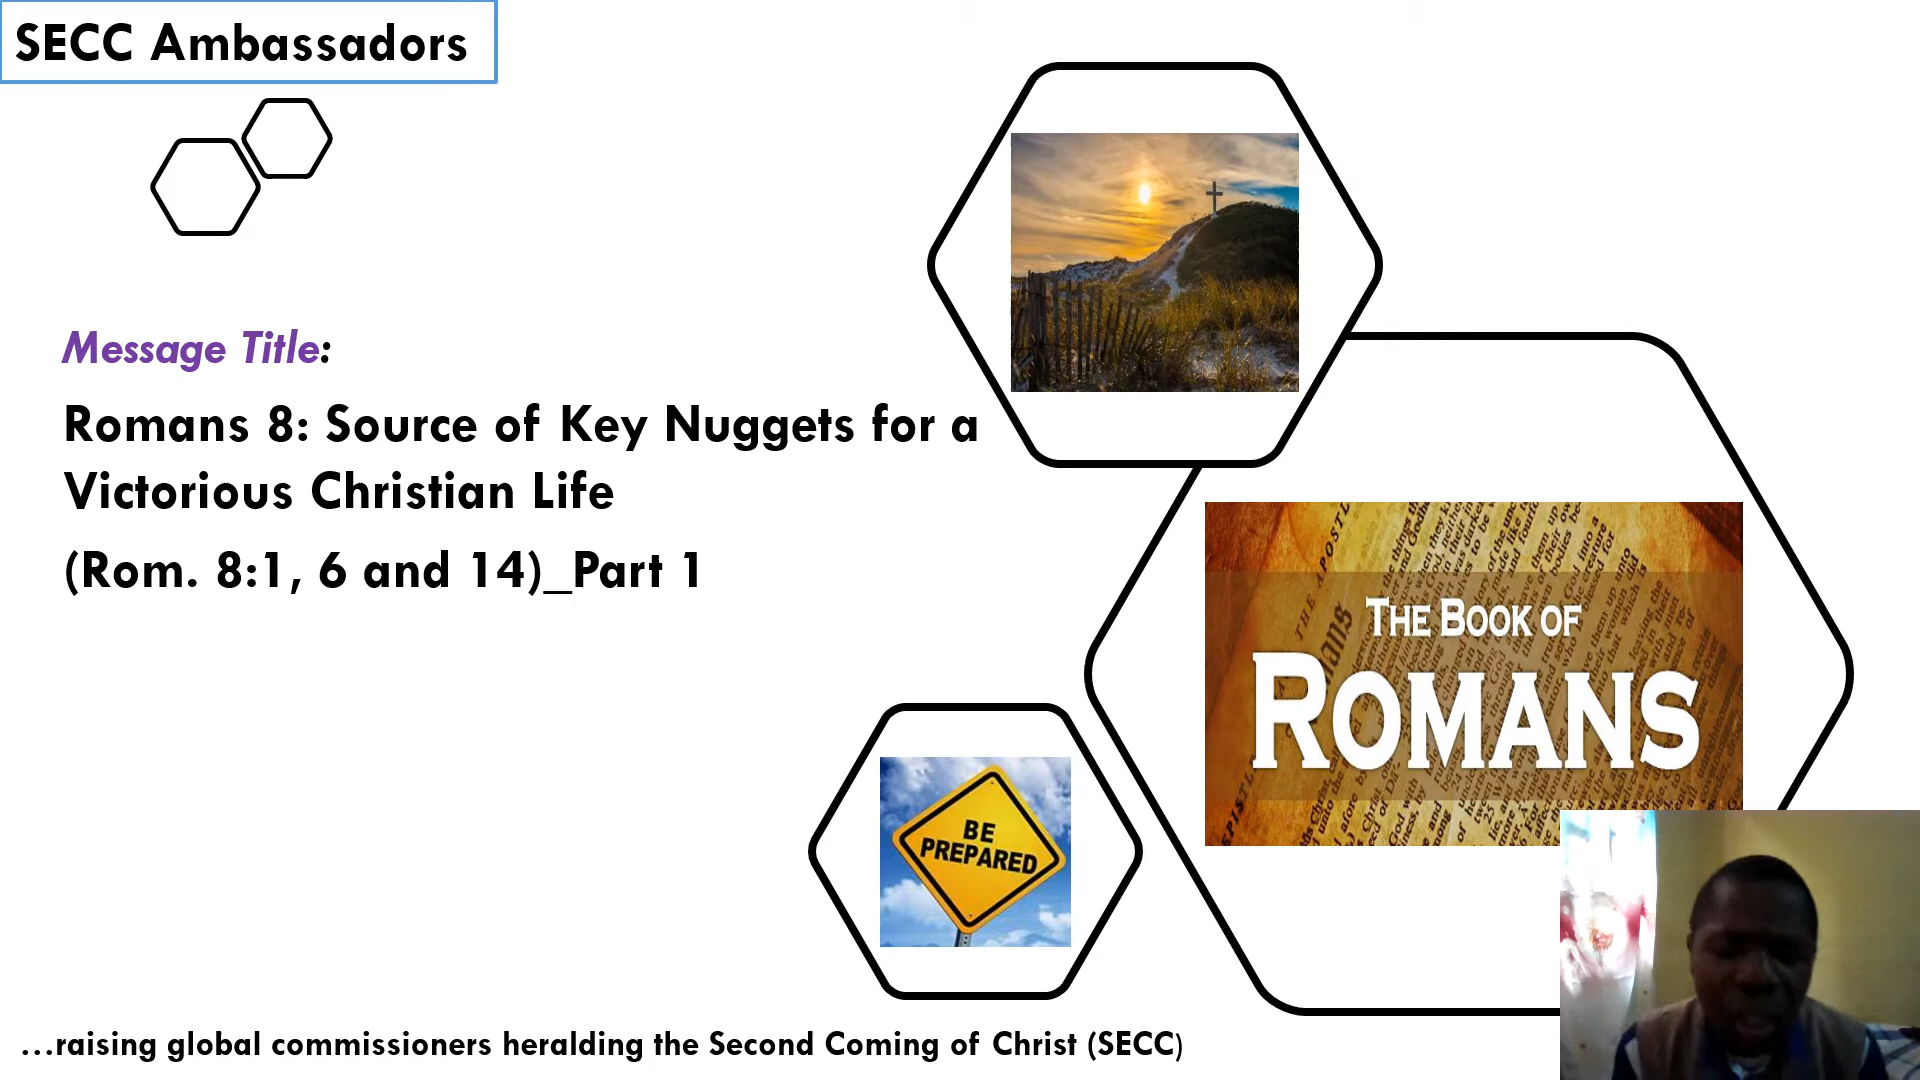 SECC Ambassadors
Message Title:
Romans 8: Source of Key Nuggets for a
Victorious Christian Life
(Rom. 8:1, 6 and 14)_Part 1
THE BOOK OF
ROMANS
BE
PREPARED
...raising global commissioners heralding the Second Coming of Christ (SECC)